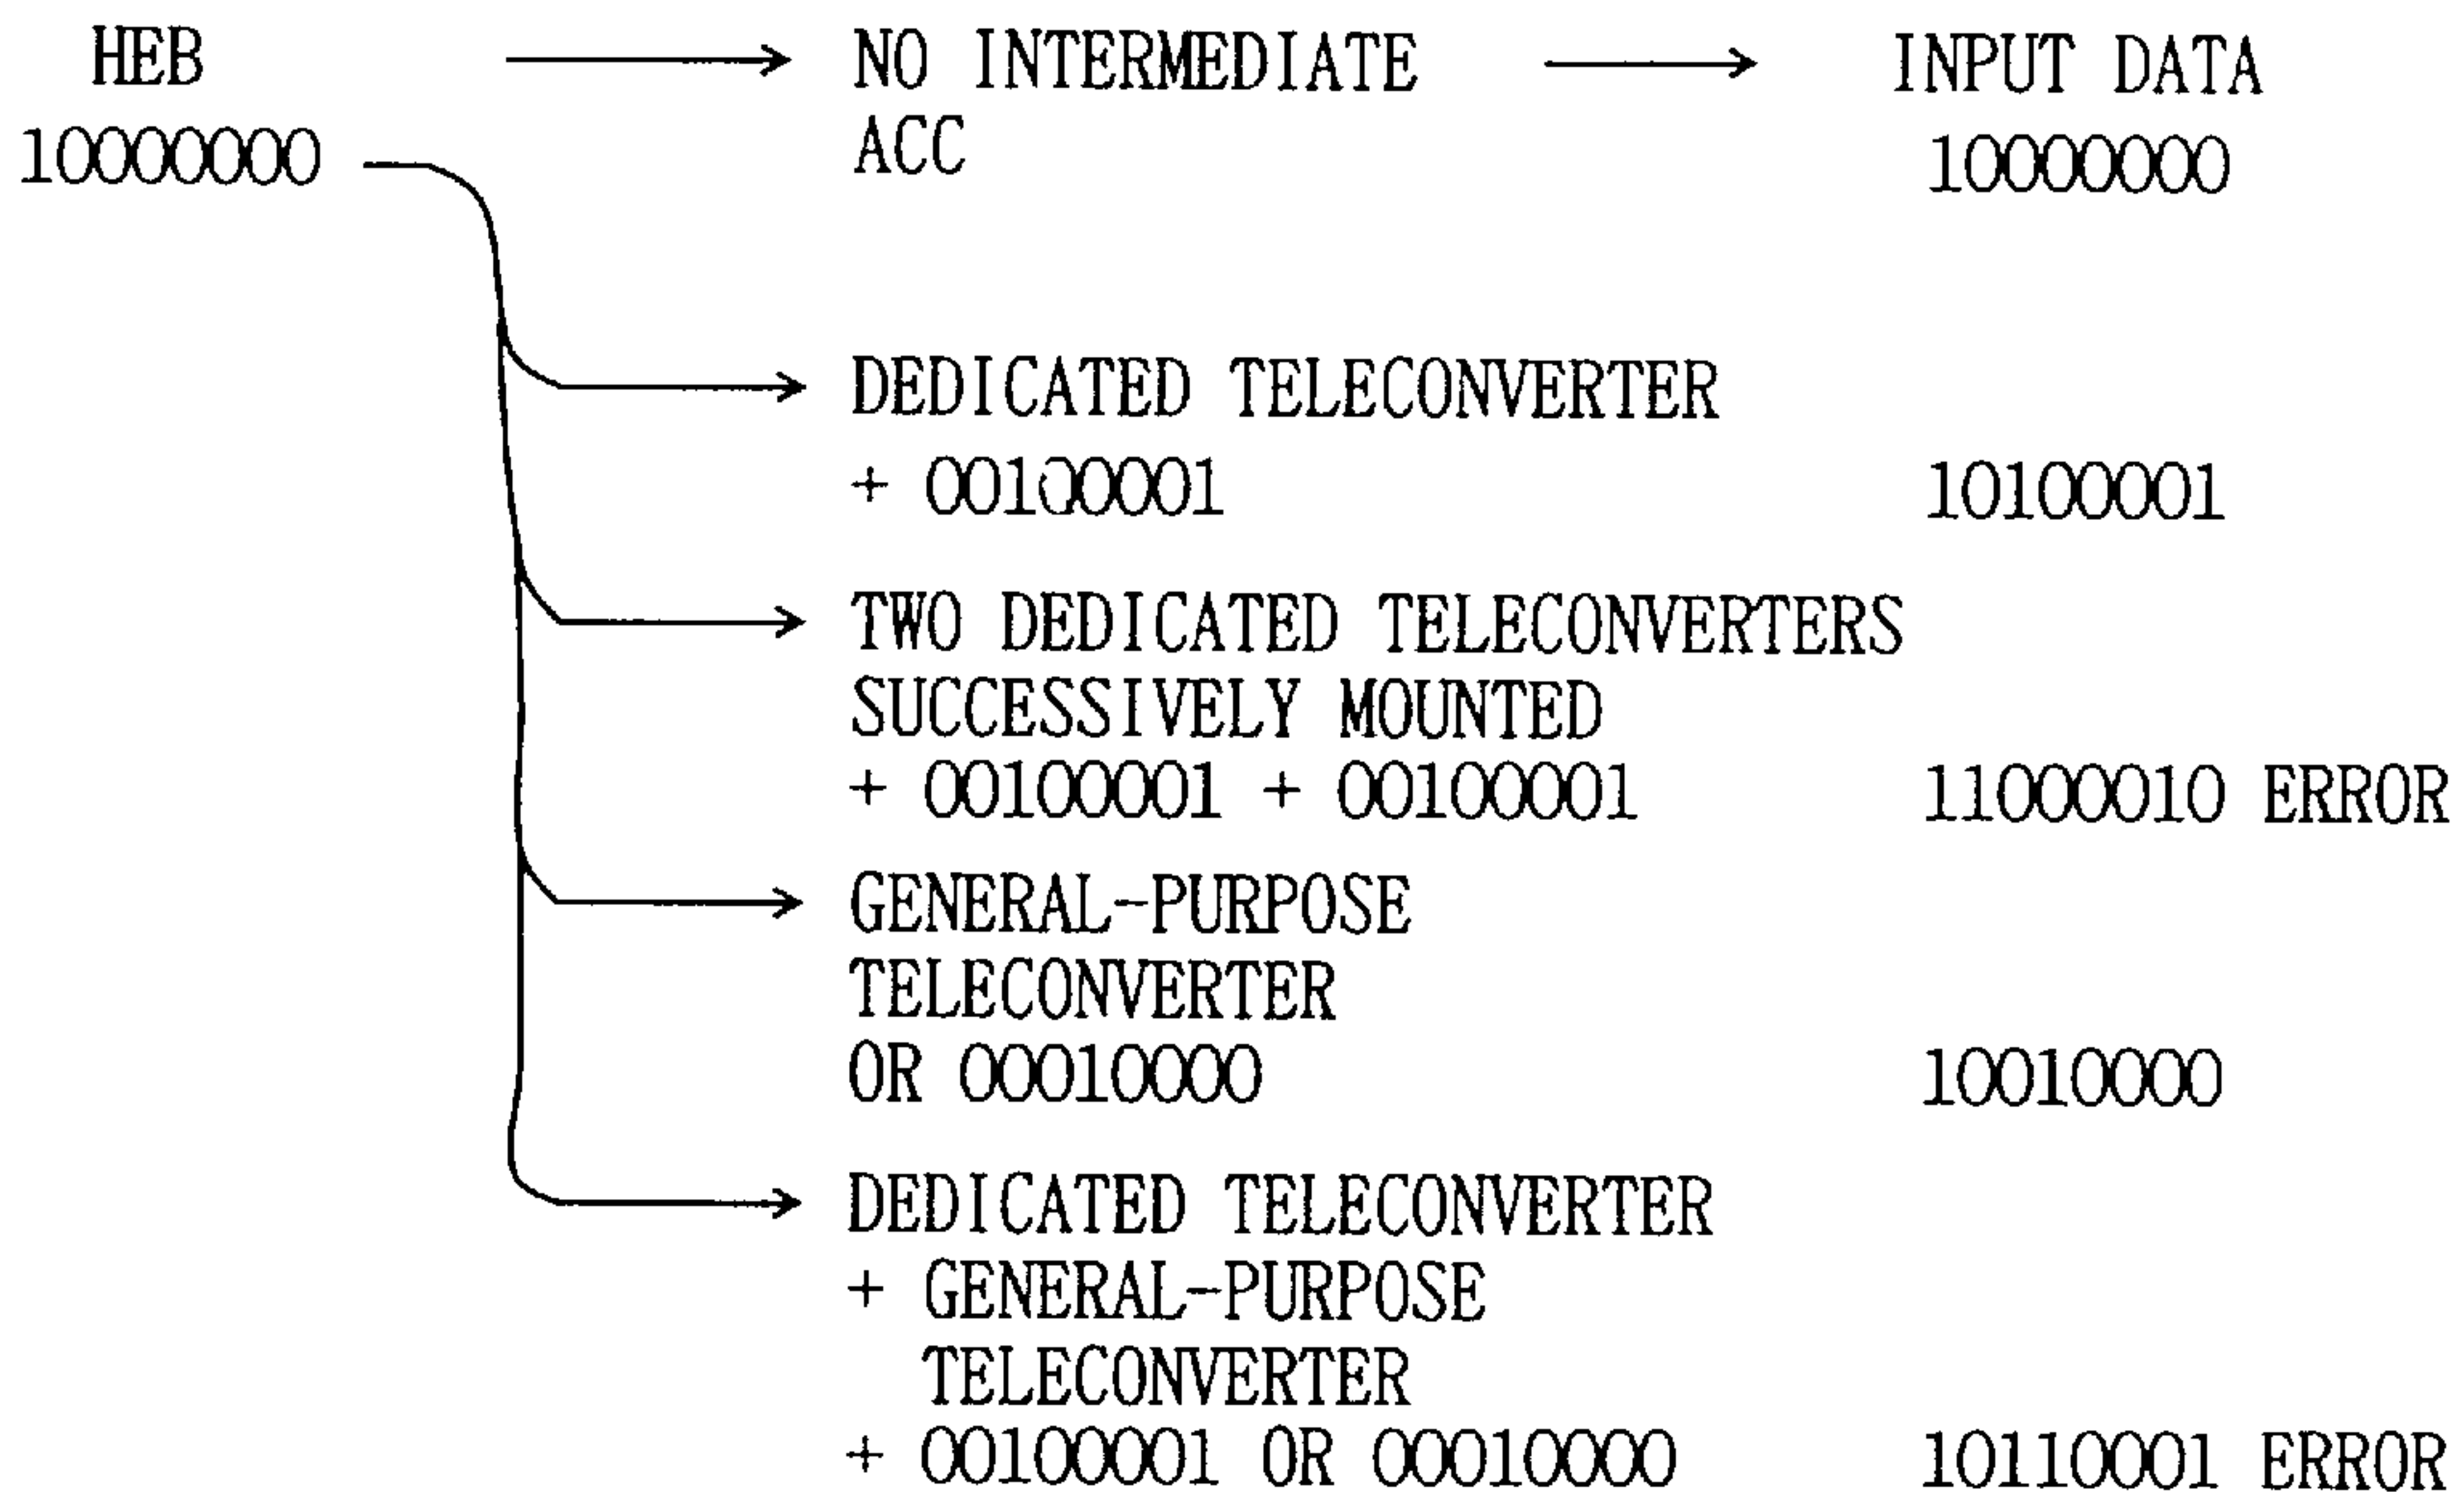 HEB
NO INTERMEDIATE
INPUT DATA
10000000
ACC
10000000
DEDICATED TELECONVERTER
+ 00100001
10100001
TWO DEDICATED TELECONVERTERS
SUCCESSIVELY MOUNTED
+ 00100001 + 00100001
11000010 ERROR
GENERAL-PURPOSE
TELECONVERTER
OR 00010000
10010000
DEDICATED TELECONVERTER
+ GENERAL-PURPOSE
TELECONVERTER
+ 00100001 OR 00010000
10110001 ERROR